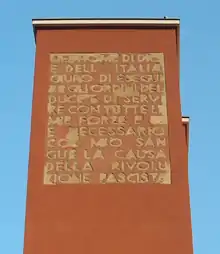 NEL NOME DI DIO
E DELL ITALIA
GIURO DI ESEGUI
RE GLI ORDINI DEL
DUCE E DI SERVI
RE CON TUTTE LE
MIE FORZE E SE
E NECESSARIO
COL MIO SAN
GUE LA CAUSA
DELLA RIVOLU
ZIONE FASCISTA